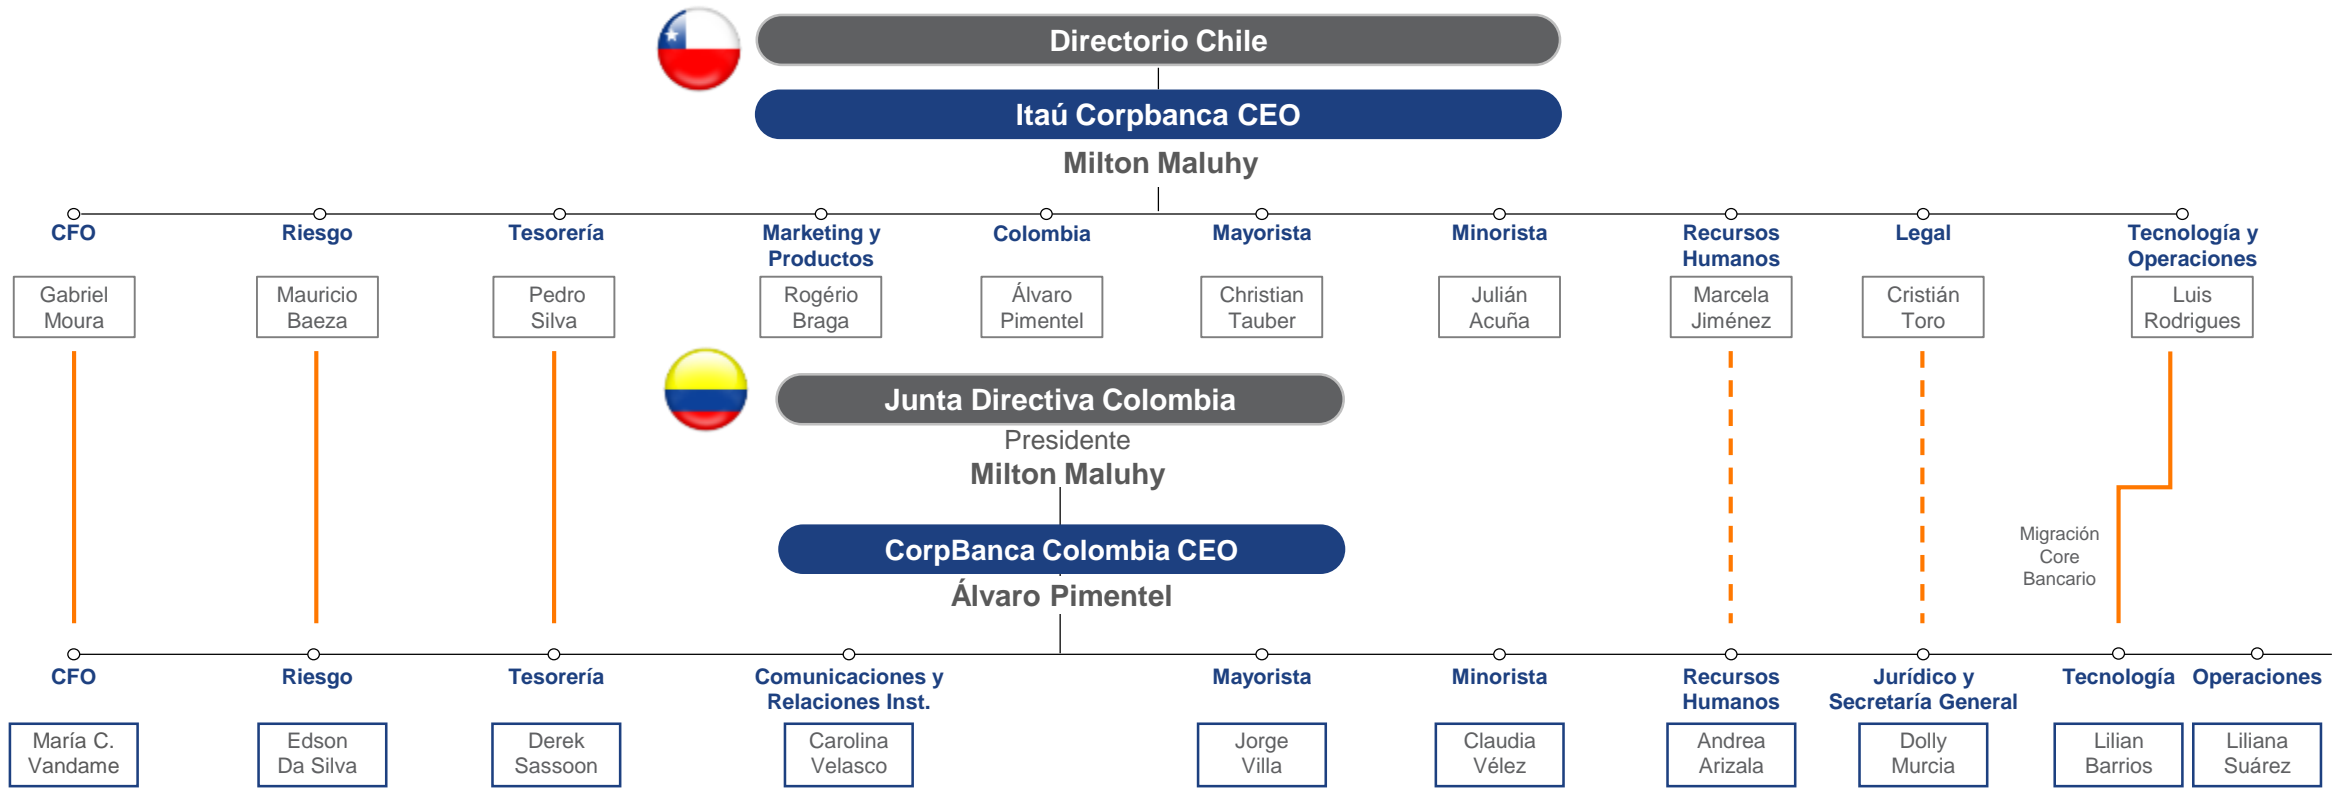 Directorio Chile
Itaú Corpbanca CEO
Milton Maluhy
CFO
Riesgo
Tesorería
Marketing y
Productos
Colombia
Mayorista
Minorista
Recursos
Humanos
Legal
Tecnología y
Operaciones
Gabriel
Moura
Mauricio
Baeza
Pedro
Silva
Rogério
Braga
Álvaro
Pimentel
Christian
Tauber
Julián
Acuña
Marcela
Jiménez
Cristián
Toro
Luis
Rodrigues
Junta Directiva Colombia
Presidente
Milton Maluhy
CorpBanca Colombia CEO
Álvaro Pimentel
Migración
Core
Bancario
CFO
Riesgo
Tesorería
Comunicaciones y
Relaciones Inst.
Mayorista
Minorista
Recursos
Humanos
Jurídico y
Secretaría General
Tecnología
Operaciones
María C.
Vandame
Edson
Da Silva
Derek
Sassoon
Carolina
Velasco
Jorge
Villa
Claudia
Vélez
Andrea
Arizala
Dolly
Murcia
Lilian
Barrios
Liliana
Suárez